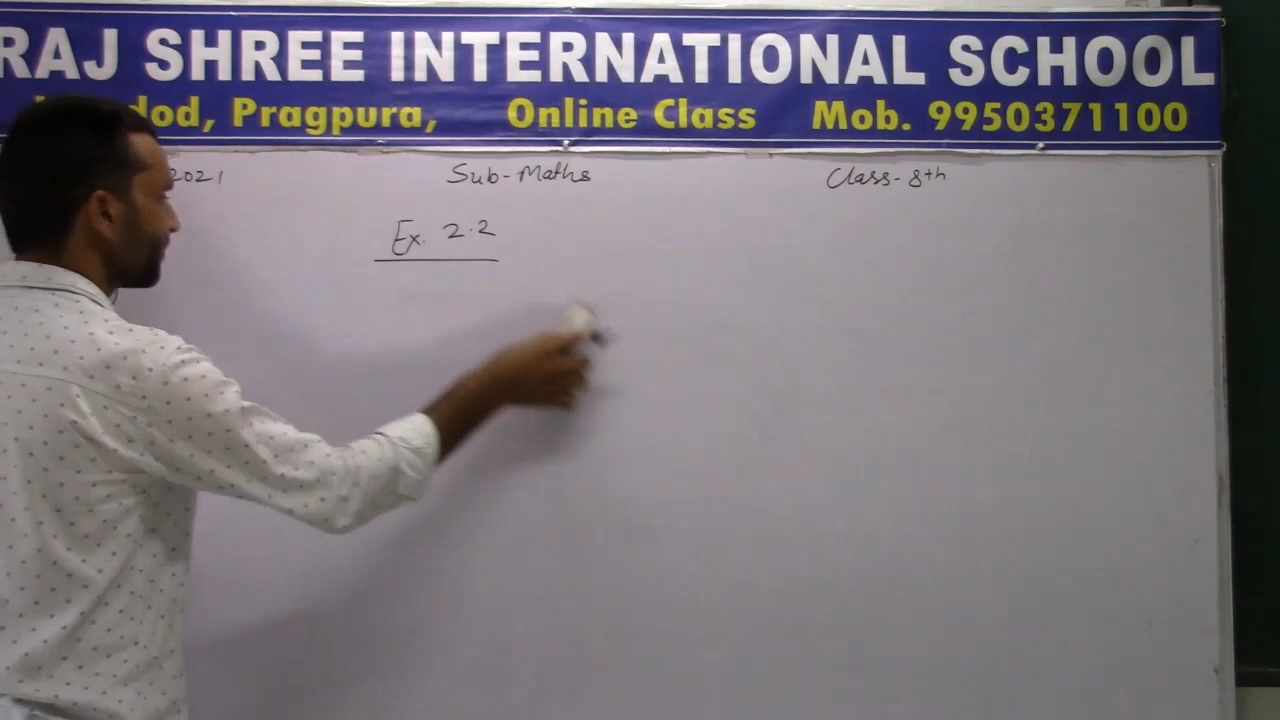 RAJ SHREE INTERNATIONAL SCHOOL
Pragpura, Online Class Mob. 9950371100
2021 Sub-Maths Class-8th
Ex. 2.2